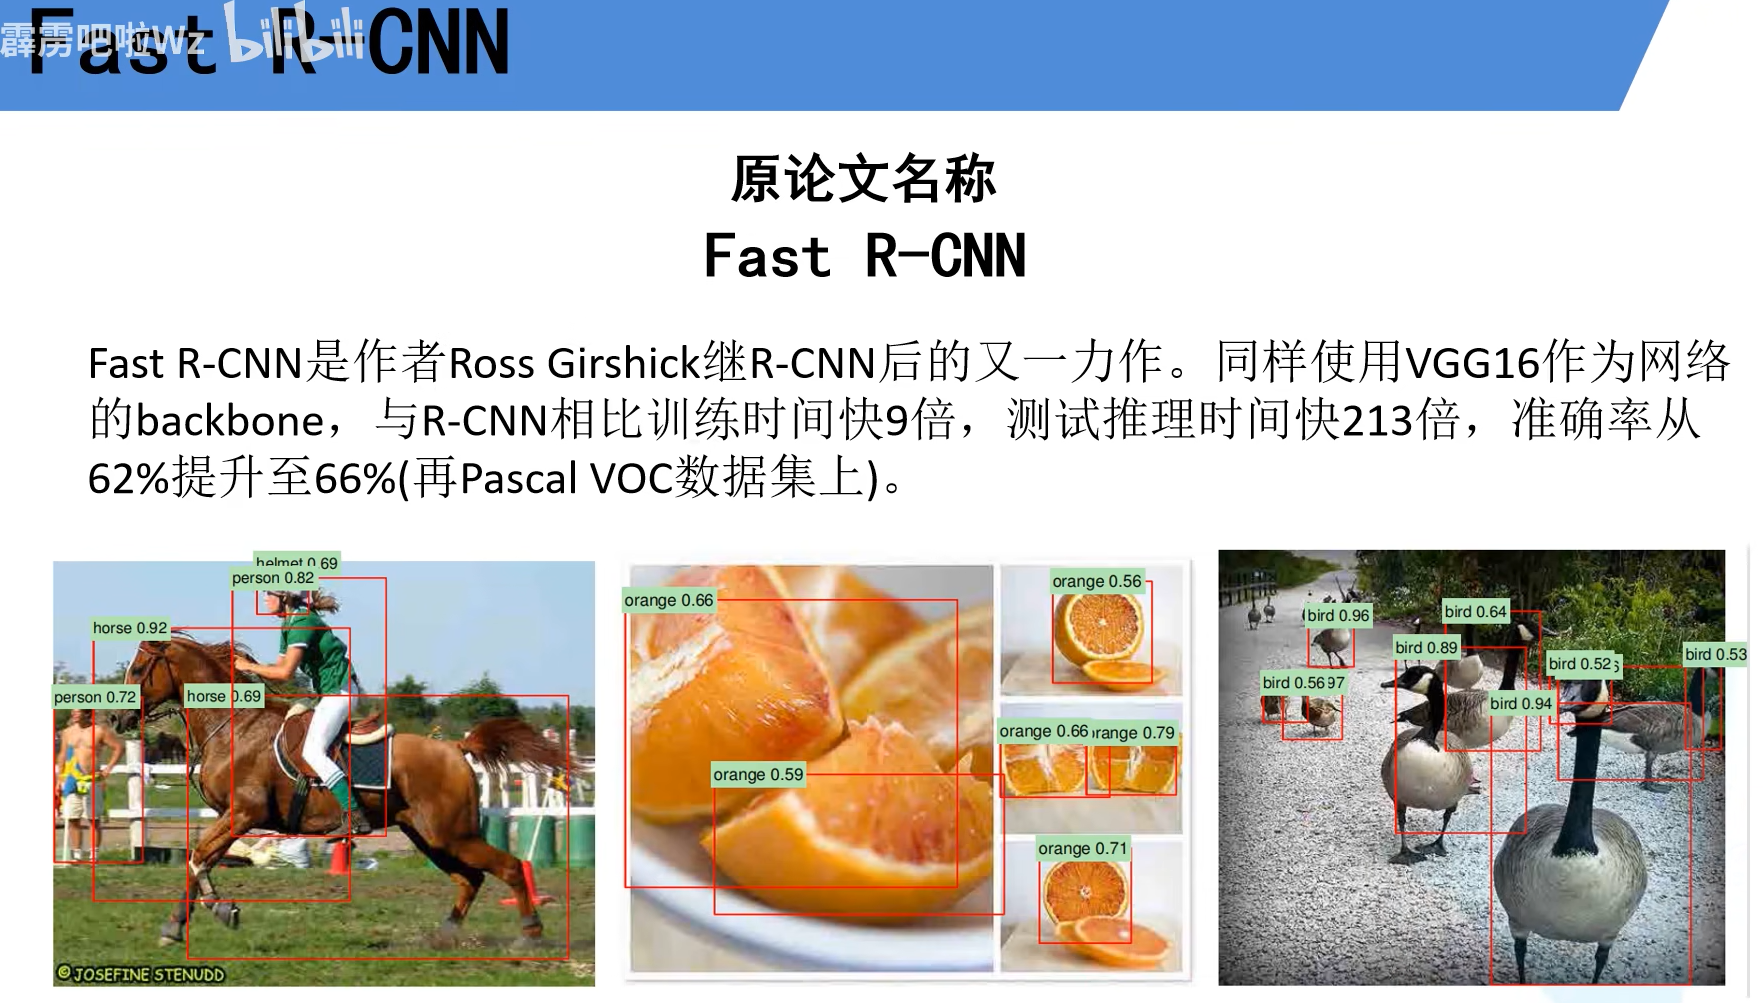 Fast R-CNN
霹雳吧啦Wz bilibili
原论文名称
Fast R-CNN
Fast R-CNN是作者Ross Girshick继R-CNN后的又一力作。同样使用VGG16作为网络
的backbone，与R-CNN相比训练时间快9倍，测试推理时间快213倍，准确率从
62%提升至66%(再Pascal VOC数据集上)。
helmet 0.69
person 0.82
horse 0.92
person 0.72
horse 0.69
©JOSEFINE STENUDD
orange 0.66
orange 0.56
orange 0.66
orange 0.79
orange 0.59
orange 0.71
bird 0.96
bird 0.64
bird 0.89
bird 0.52
bird 0.53
bird 0.56
97
bird 0.94